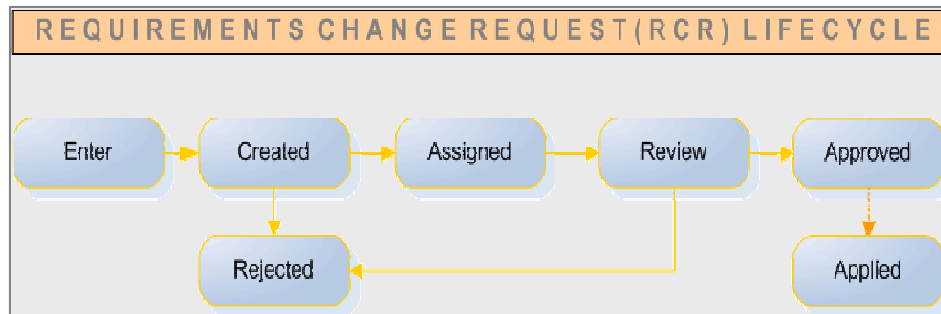 REQUIREMENTS CHANGE REQUEST(RCR) LIFECYCLE
Enter
Created
Assigned
Review
Approved
Rejected
Applied